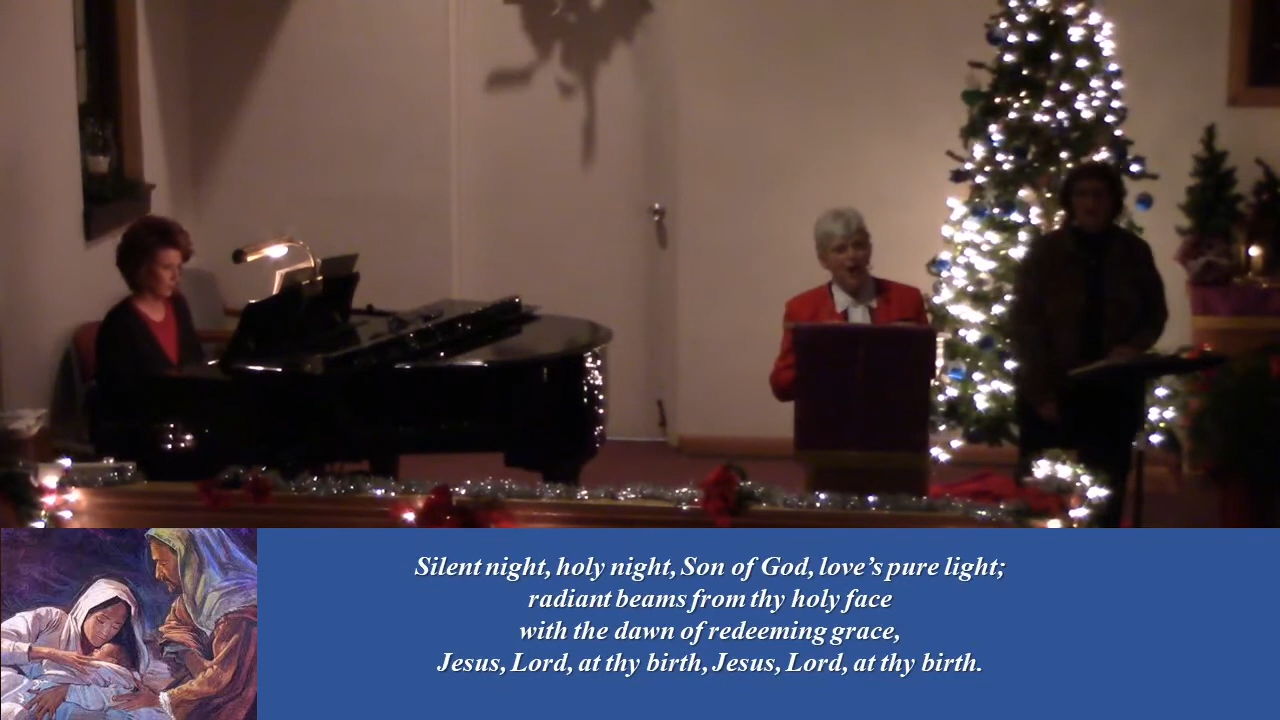 Silent night, holy night, Son of God, love’s pure light;
radiant beams from thy holy face
with the dawn of redeeming grace,
Jesus, Lord, at thy birth, Jesus, Lord, at thy birth.